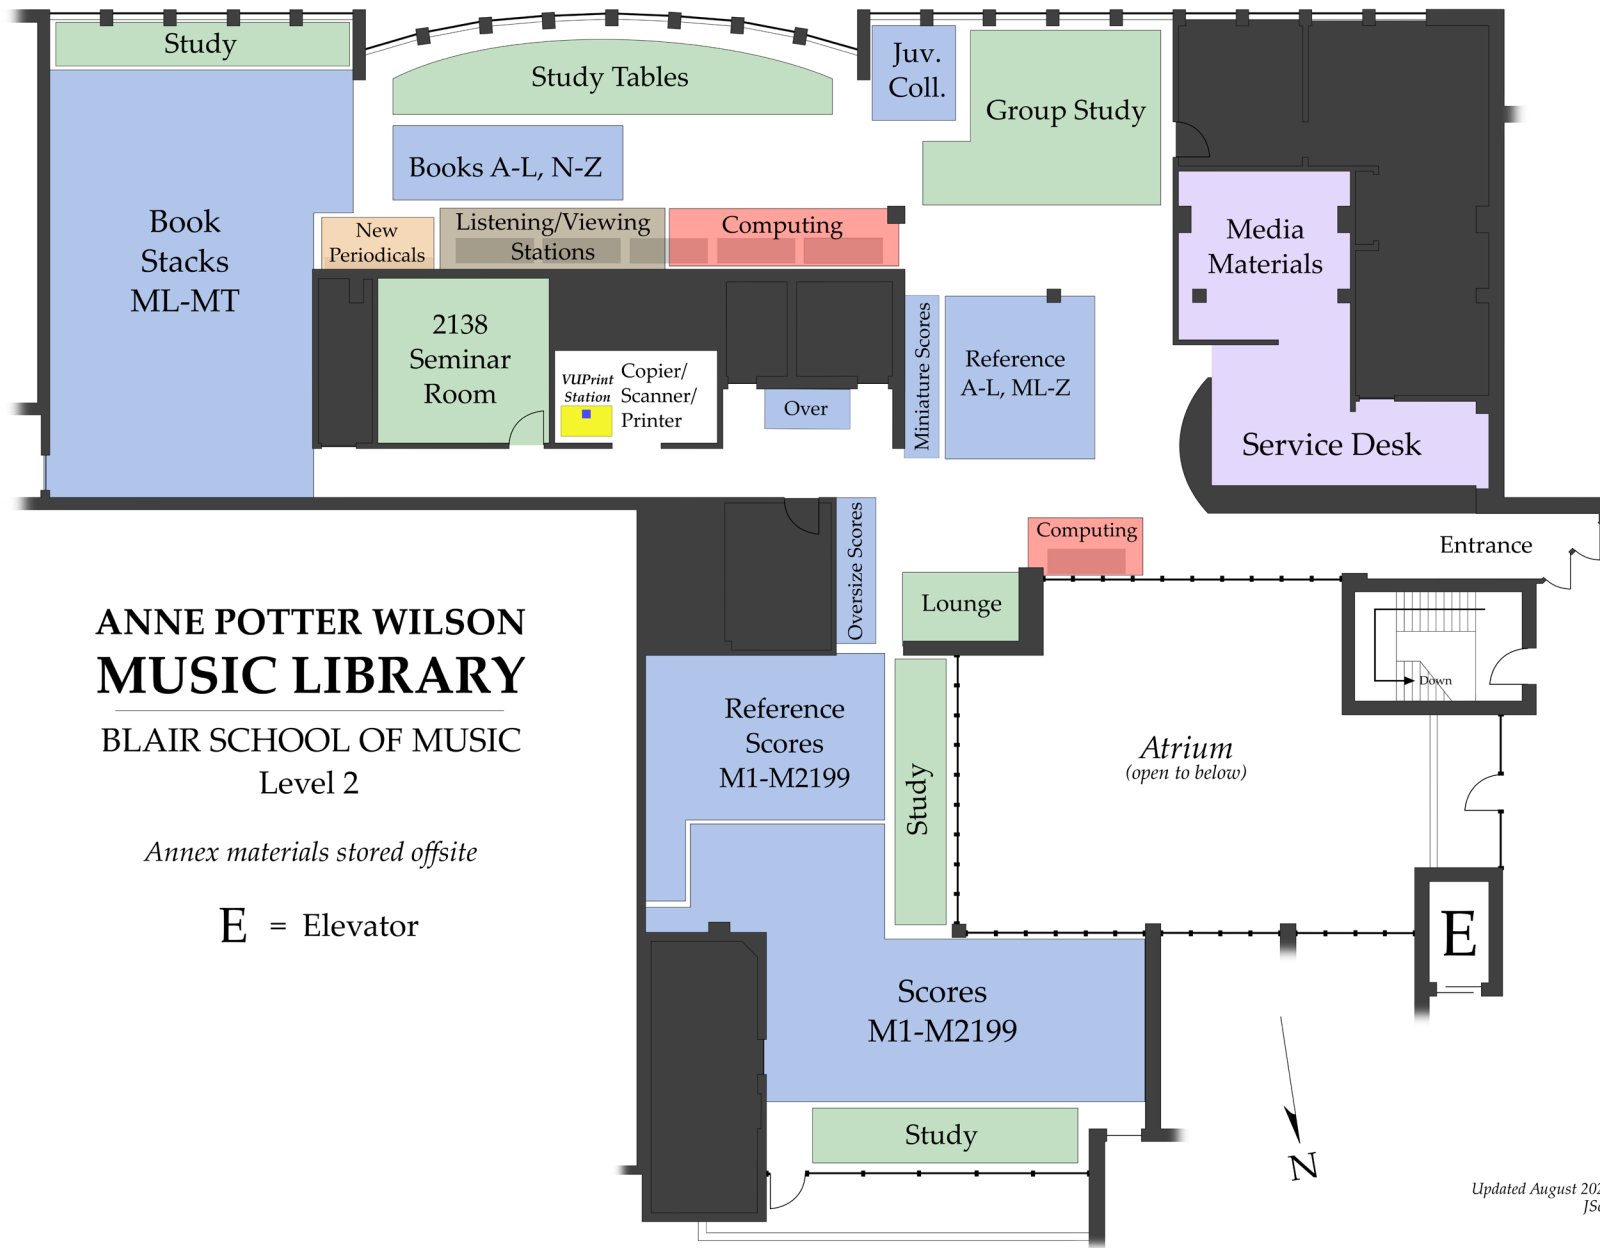 Study
Study Tables
Juv.
Coll.
Group Study
Books A-L, N-Z
Book
Stacks
ML-MT
New
Periodicals
Listening/Viewing
Stations
Computing
Media
Materials
2138
Seminar
Room
VUPrint
Station
Copier/
Scanner/
Printer
Over
Miniature Scores
Reference
A-L, ML-Z
Service Desk
Oversize Scores
Computing
Entrance
Lounge
ANNE POTTER WILSON
MUSIC LIBRARY
BLAIR SCHOOL OF MUSIC
Level 2
Annex materials stored offsite
E = Elevator
Down
Reference
Scores
M1-M2199
Study
Atrium
(open to below)
E
Scores
M1-M2199
Study
N
Updated August